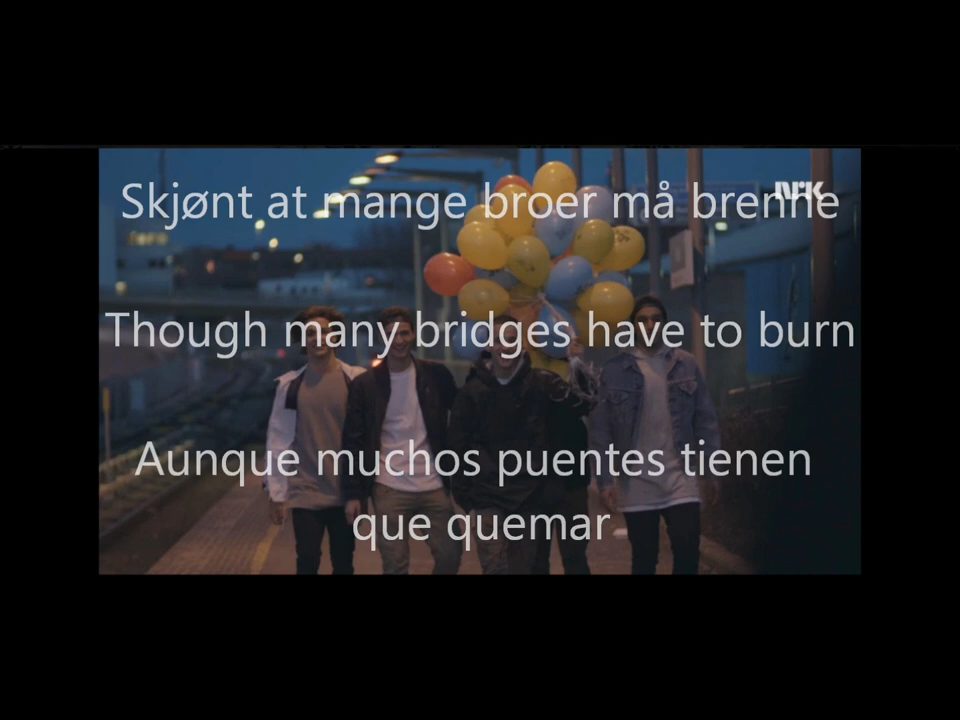 Skjønt at mange broer må brenne
NRK
Though many bridges have to burn
Aunque muchos puentes tienen
que quemar